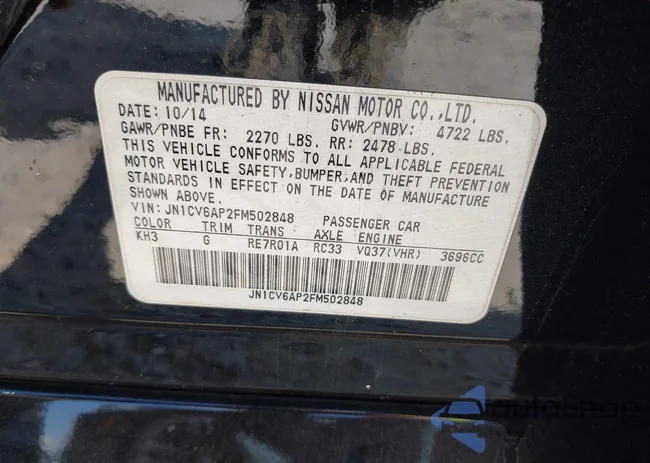 MANUFACTURED BY NISSAN MOTOR CO.,LTD.
DATE: 10/14 GVWR/PNBV: 4722 LBS.
GAWR/PNBE FR: 2270 LBS. RR: 2478 LBS.
THIS VEHICLE CONFORMS TO ALL APPLICABLE FEDERAL
MOTOR VEHICLE SAFETY, BUMPER, AND THEFT PREVENTION
STANDARDS IN EFFECT ON THE DATE OF MANUFACTURE
SHOWN ABOVE.
VIN: JN1CV6AP2FM502848 PASSENGER CAR
COLOR TRIM TRANS AXLE ENGINE
KH3 G RE7R01A RC33 VQ37(VHR) 3696CC
JN1CV6AP2FM502848
AutoSnap